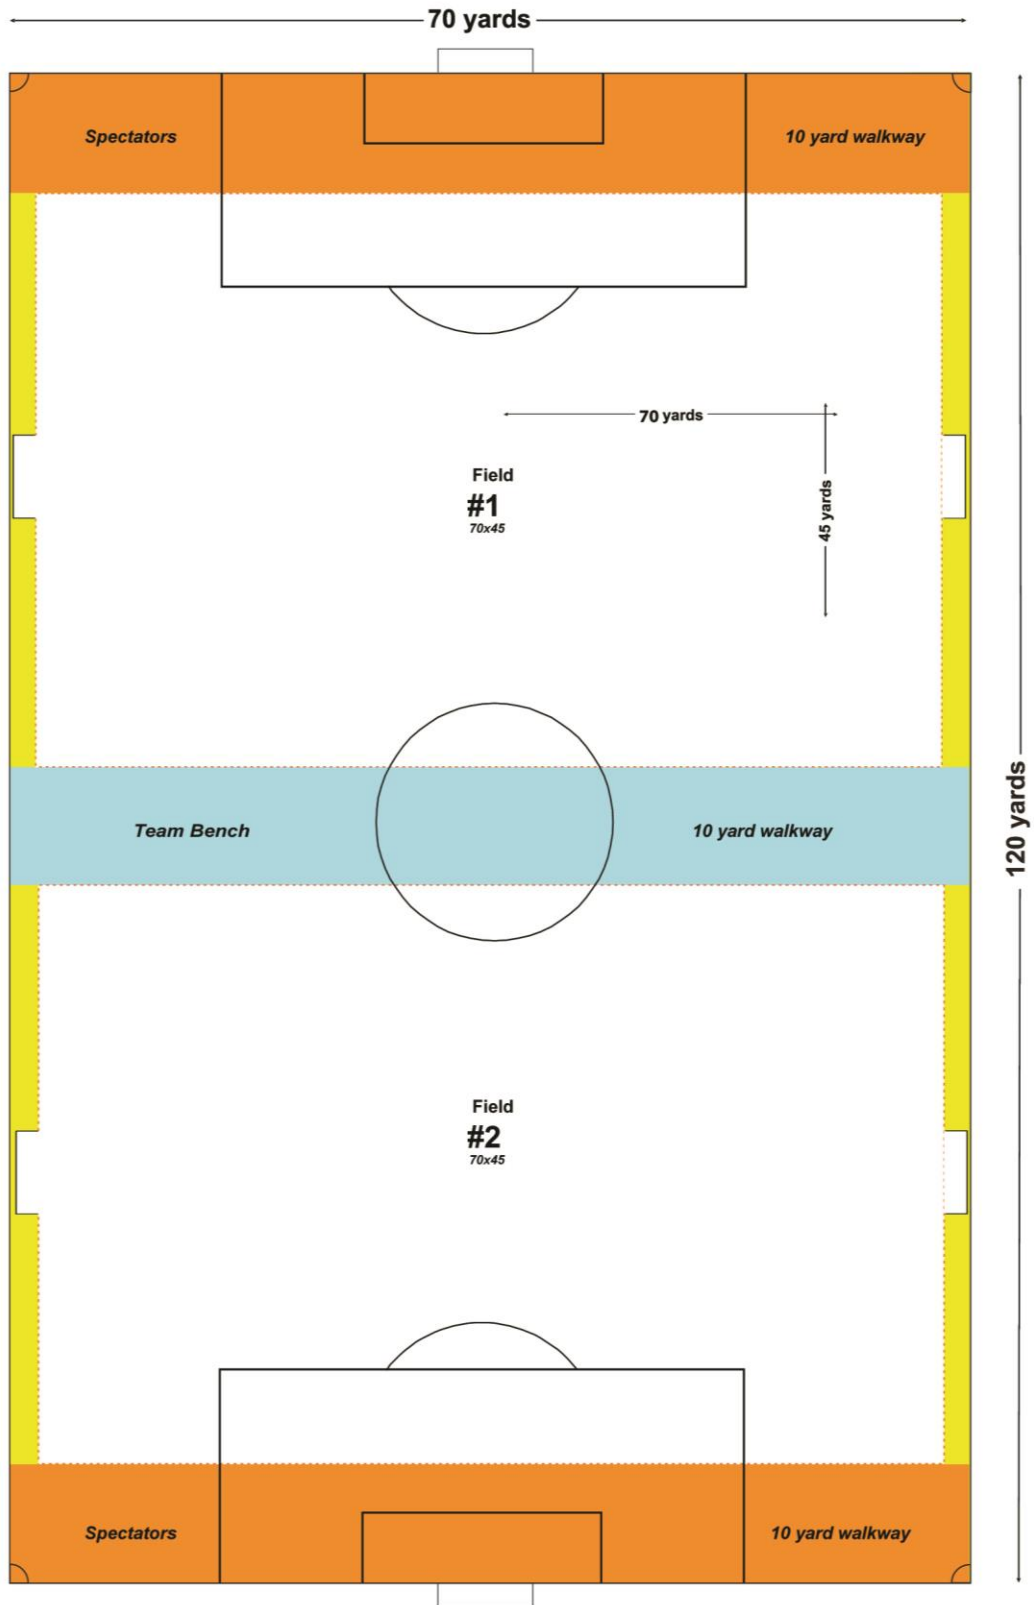 70 yards
Spectators
10 yard walkway
70 yards
45 yards
Field
#1
70x45
120 yards
Team Bench
10 yard walkway
Field
#2
70x45
Spectators
10 yard walkway